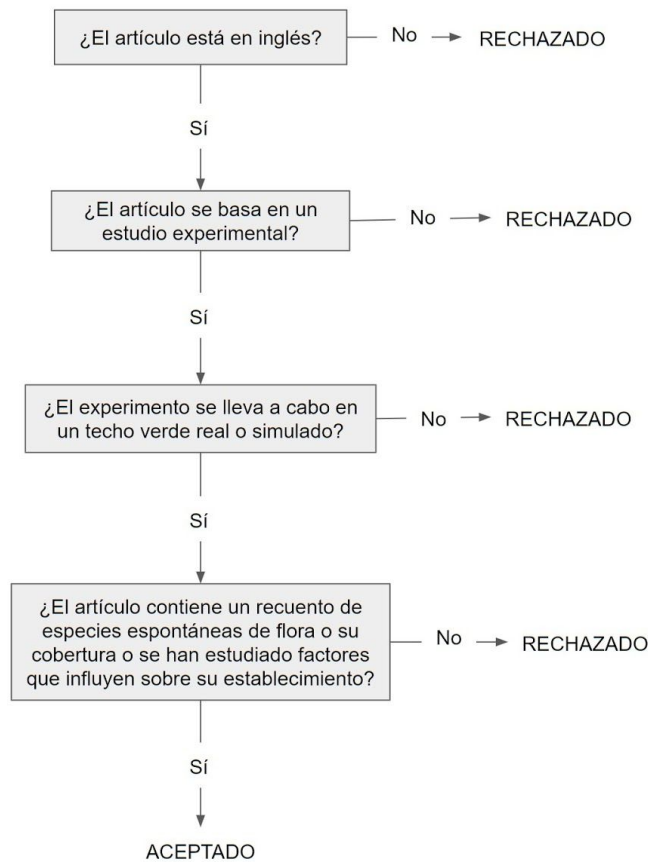 ¿El artículo está en inglés?
No
RECHAZADO
Sí
¿El artículo se basa en un
estudio experimental?
No
RECHAZADO
Sí
¿El experimento se lleva a cabo en
un techo verde real o simulado?
No
RECHAZADO
Sí
¿El artículo contiene un recuento de
especies espontáneas de flora o su
cobertura o se han estudiado factores
que influyen sobre su establecimiento?
No
RECHAZADO
Sí
ACEPTADO